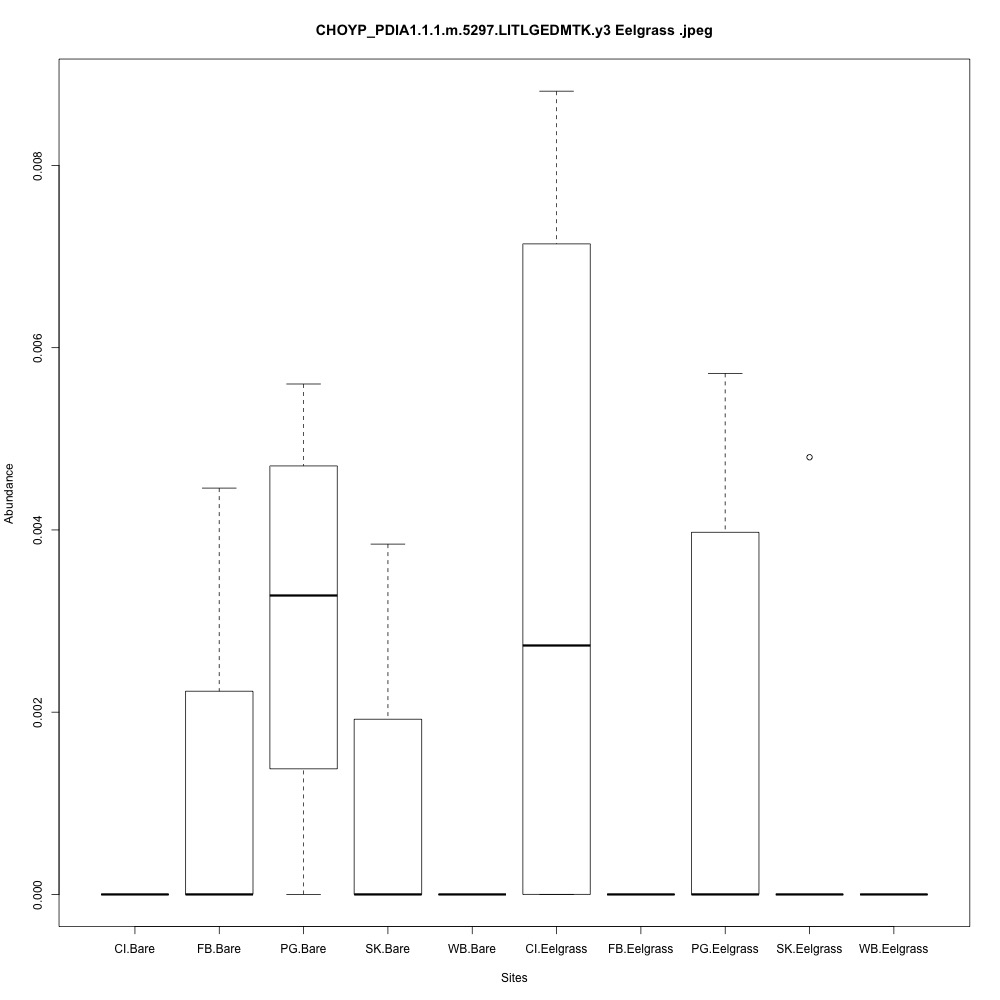 CHOYP_PDIA1.1.1.m.5297.LITLGEDMTK.y3 Eelgrass .jpeg
Abundance
0.008
0.006
0.004
0.002
0.000
CI.Bare FB.Bare PG.Bare SK.Bare WB.Bare CI.Eelgrass FB.Eelgrass PG.Eelgrass SK.Eelgrass WB.Eelgrass
Sites